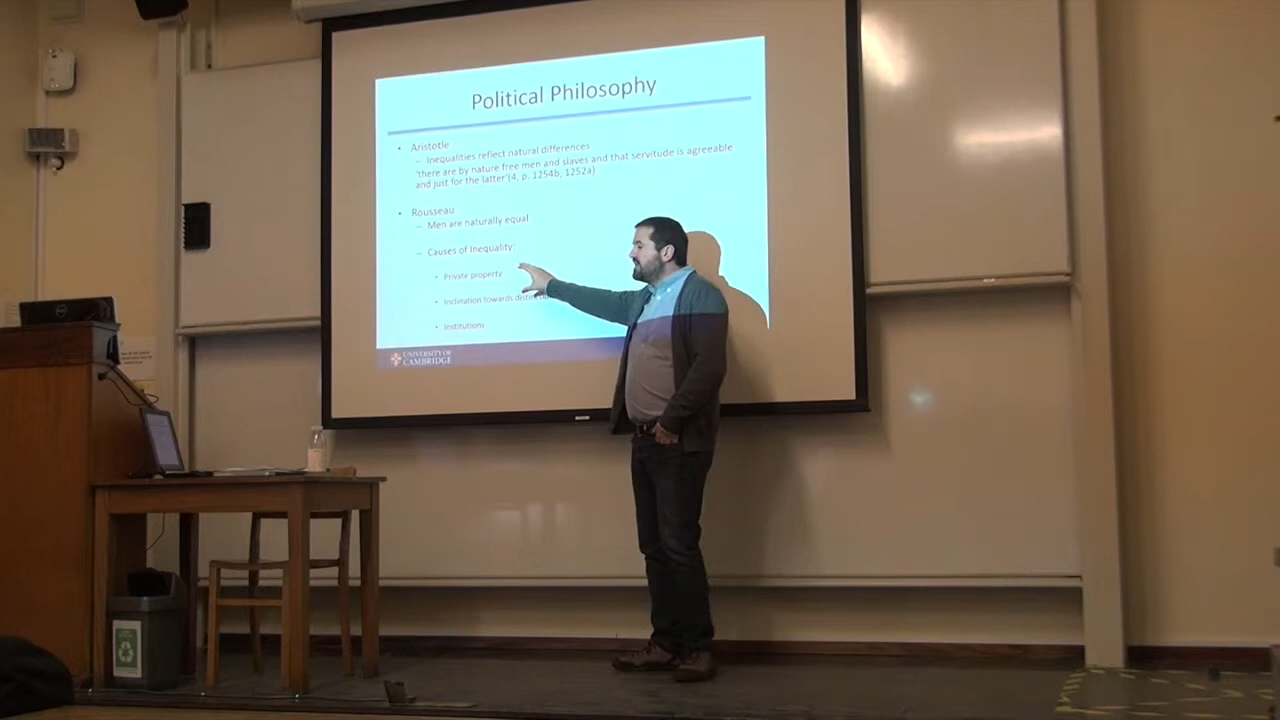 Political Philosophy
• Aristotle
– Inequalities reflect natural differences
'there are by nature free men and slaves and that servitude is agreeable
and just for the latter'(4, p. 1254b, 1252a)
• Rousseau
– Men are naturally equal
– Causes of Inequality:
• Private property
• Inclination towards
• Institutions
UNIVERSITY OF
CAMBRIDGE